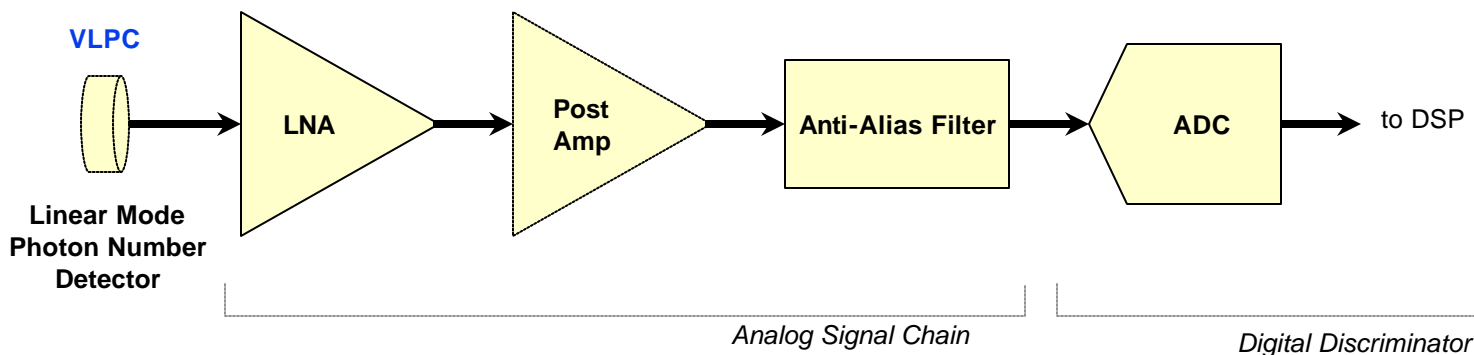 VLPC
Linear Mode
Photon Number
Detector
LNA
Post
Amp
Anti-Alias Filter
ADC
to DSP
Analog Signal Chain
Digital Discriminator